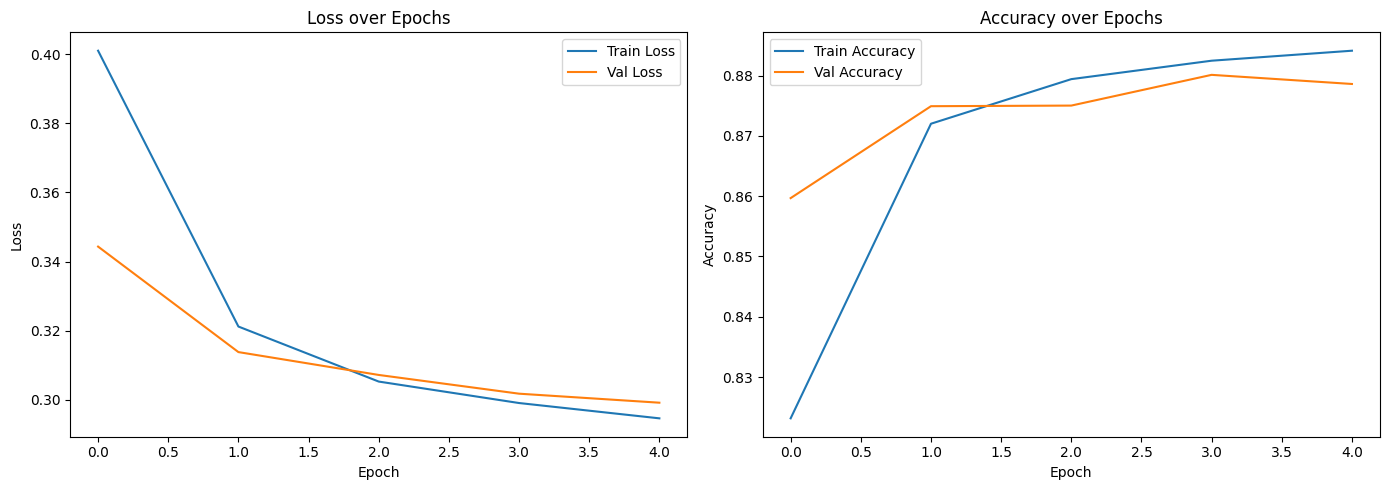 Loss over Epochs
Train Loss
Val Loss
0.40
0.38
0.36
0.34
0.32
0.30
Loss
0.0 0.5 1.0 1.5 2.0 2.5 3.0 3.5 4.0
Epoch
Accuracy over Epochs
Train Accuracy
Val Accuracy
0.88
0.87
0.86
0.85
0.84
0.83
Accuracy
0.0 0.5 1.0 1.5 2.0 2.5 3.0 3.5 4.0
Epoch